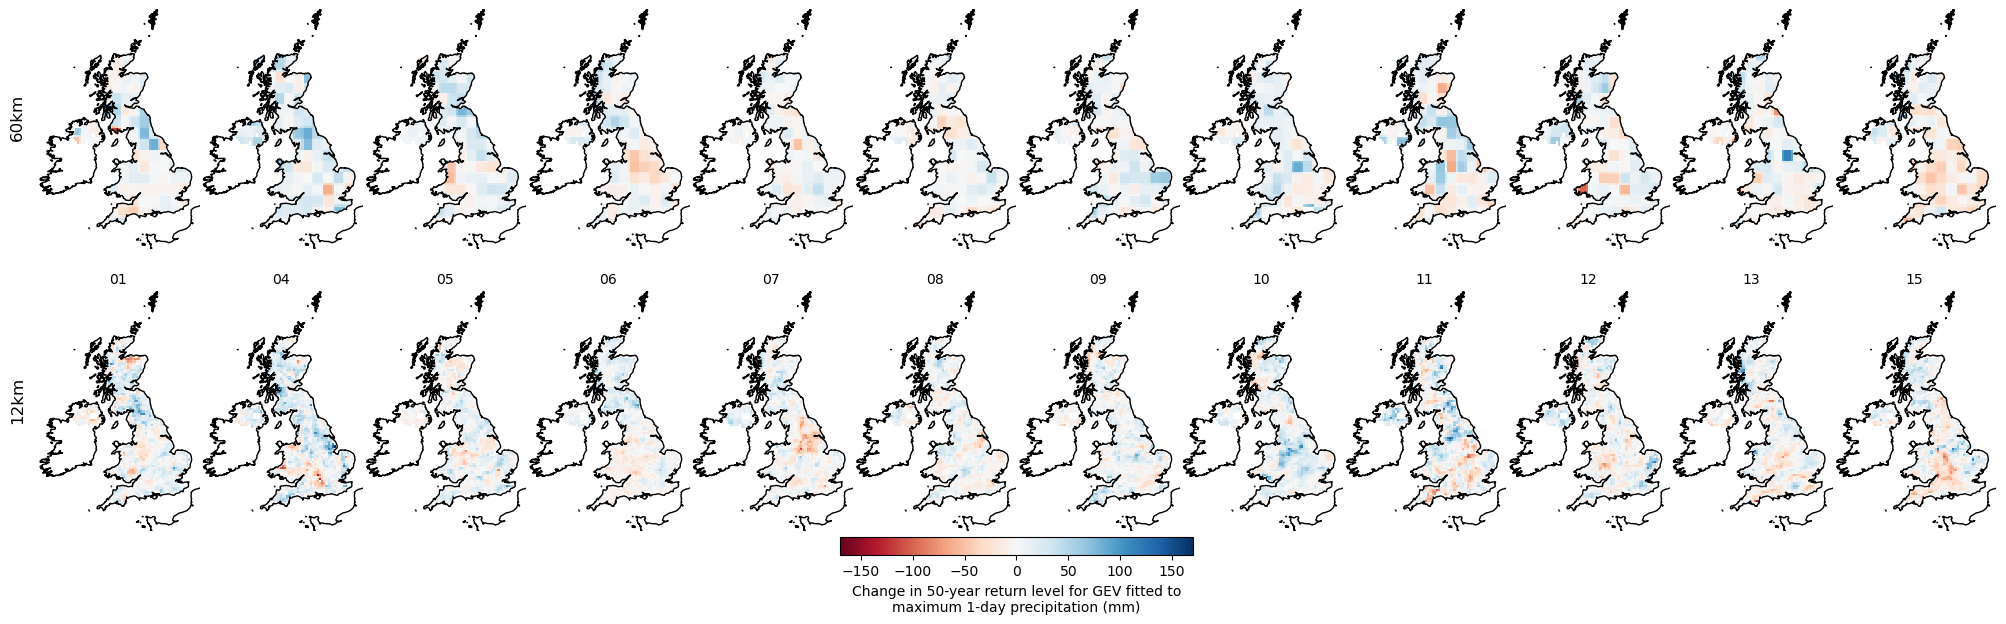 60km
01 04 05 06 07 08 09 10 11 12 13 15
12km
−150 −100 −50 0 50 100 150
Change in 50-year return level for GEV fitted to
maximum 1-day precipitation (mm)